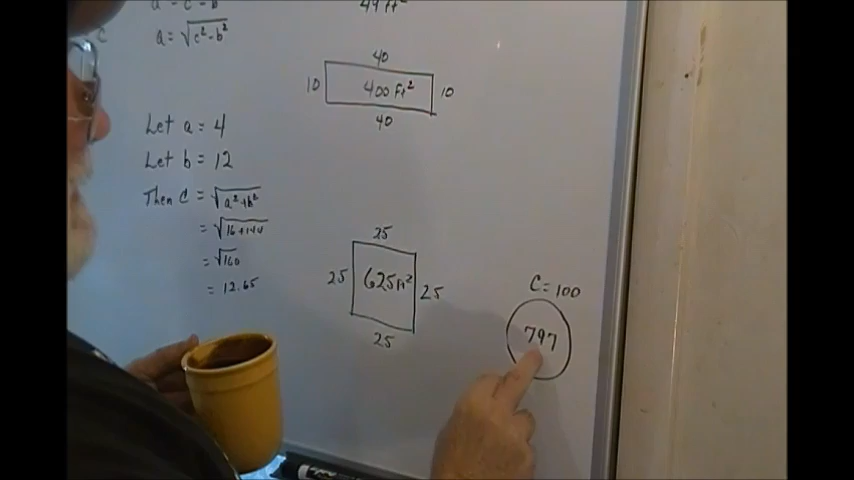 a = c - b
a = √c² - b²
Let a = 4
Let b = 12
Then C = √a² + b²
= √16 + 144
= √160
= 12.65
49 Ft²
40
10 400 Ft² 10
40
25
25 625 Ft² 25
25
C = 100
797